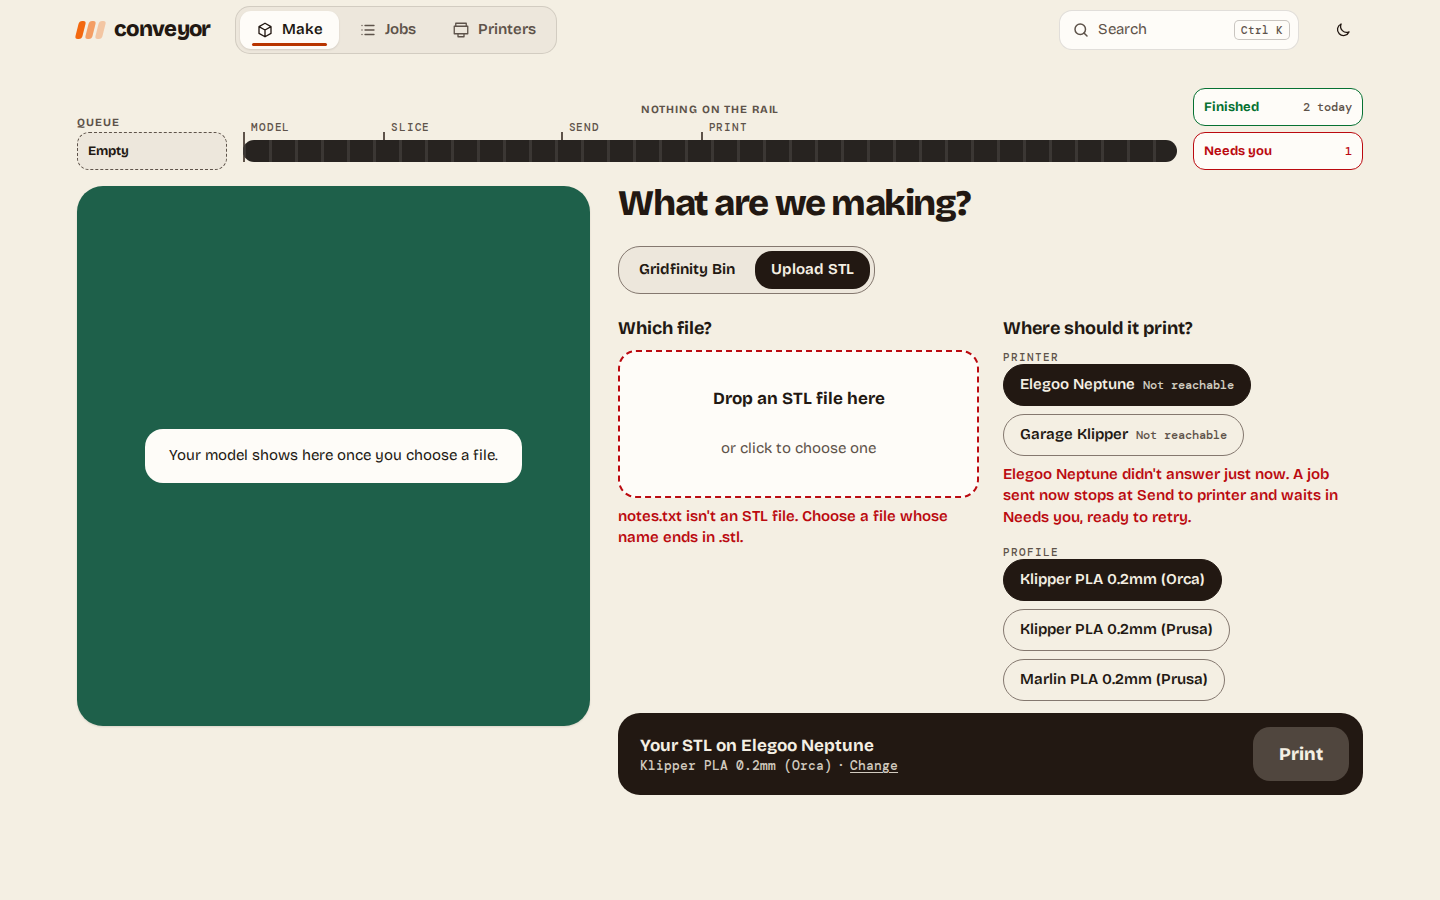 conveyor
Make
Jobs
Printers
Search
Ctrl K
QUEUE
Empty
NOTHING ON THE RAIL
MODEL
SLICE
SEND
PRINT
Finished 2 today
Needs you 1
Your model shows here once you choose a file.
What are we making?
Gridfinity Bin
Upload STL
Which file?
Drop an STL file here
or click to choose one
notes.txt isn't an STL file. Choose a file whose
name ends in .stl.
Where should it print?
PRINTER
Elegoo Neptune Not reachable
Garage Klipper Not reachable
Elegoo Neptune didn't answer just now. A job
sent now stops at Send to printer and waits in
Needs you, ready to retry.
PROFILE
Klipper PLA 0.2mm (Orca)
Klipper PLA 0.2mm (Prusa)
Marlin PLA 0.2mm (Prusa)
Your STL on Elegoo Neptune
Klipper PLA 0.2mm (Orca) · Change
Print